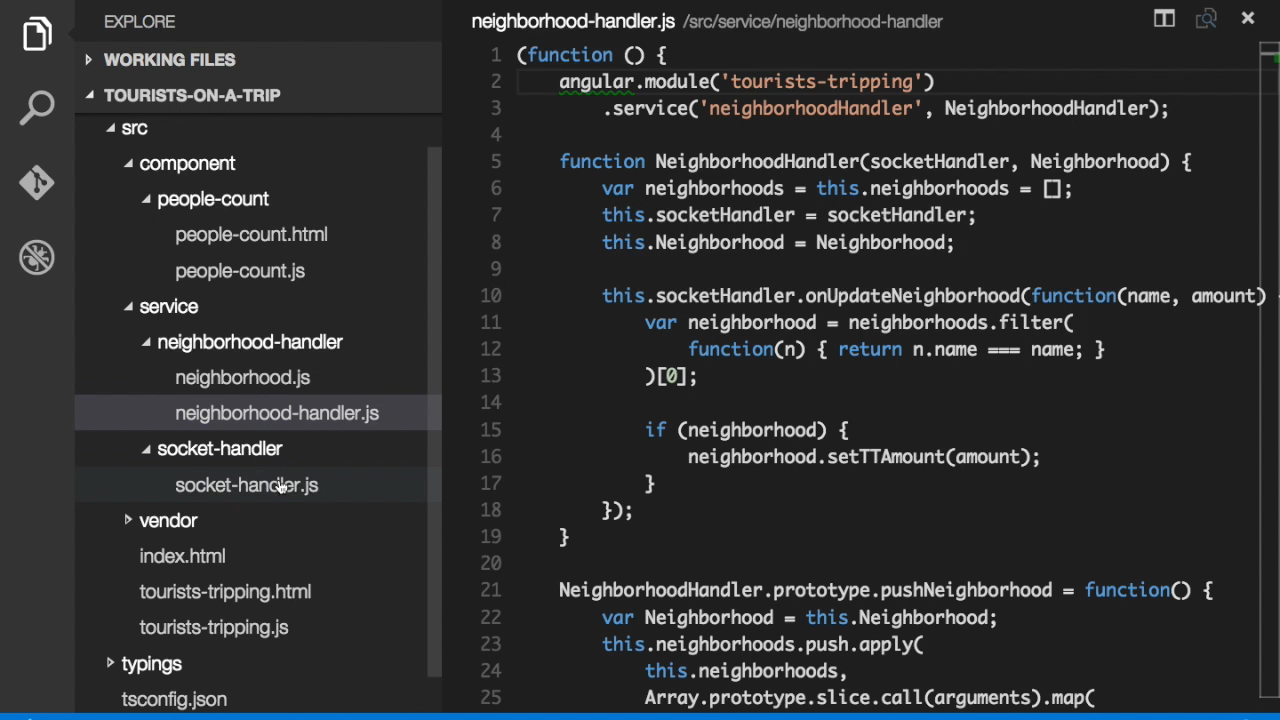 EXPLORE
WORKING FILES
TOURISTS-ON-A-TRIP
src
component
people-count
people-count.html
people-count.js
service
neighborhood-handler
neighborhood.js
neighborhood-handler.js
socket-handler
socket-handler.js
vendor
index.html
tourists-tripping.html
tourists-tripping.js
typings
tsconfig.json
neighborhood-handler.js /src/service/neighborhood-handler
1 (function () {
2 angular.module('tourists-tripping')
3 .service('neighborhoodHandler', NeighborhoodHandler);
4
5 function NeighborhoodHandler(socketHandler, Neighborhood) {
6 var neighborhoods = this.neighborhoods = [];
7 this.socketHandler = socketHandler;
8 this.Neighborhood = Neighborhood;
9
10 this.socketHandler.onUpdateNeighborhood(function(name, amount)
11 var neighborhood = neighborhoods.filter(
12 function(n) { return n.name === name; }
13 )[0];
14
15 if (neighborhood) {
16 neighborhood.setTTAmount(amount);
17 }
18 });
19 }
20
21 NeighborhoodHandler.prototype.pushNeighborhood = function() {
22 var Neighborhood = this.Neighborhood;
23 this.neighborhoods.push.apply(
24 this.neighborhoods,
25 Array.prototype.slice.call(arguments).map(